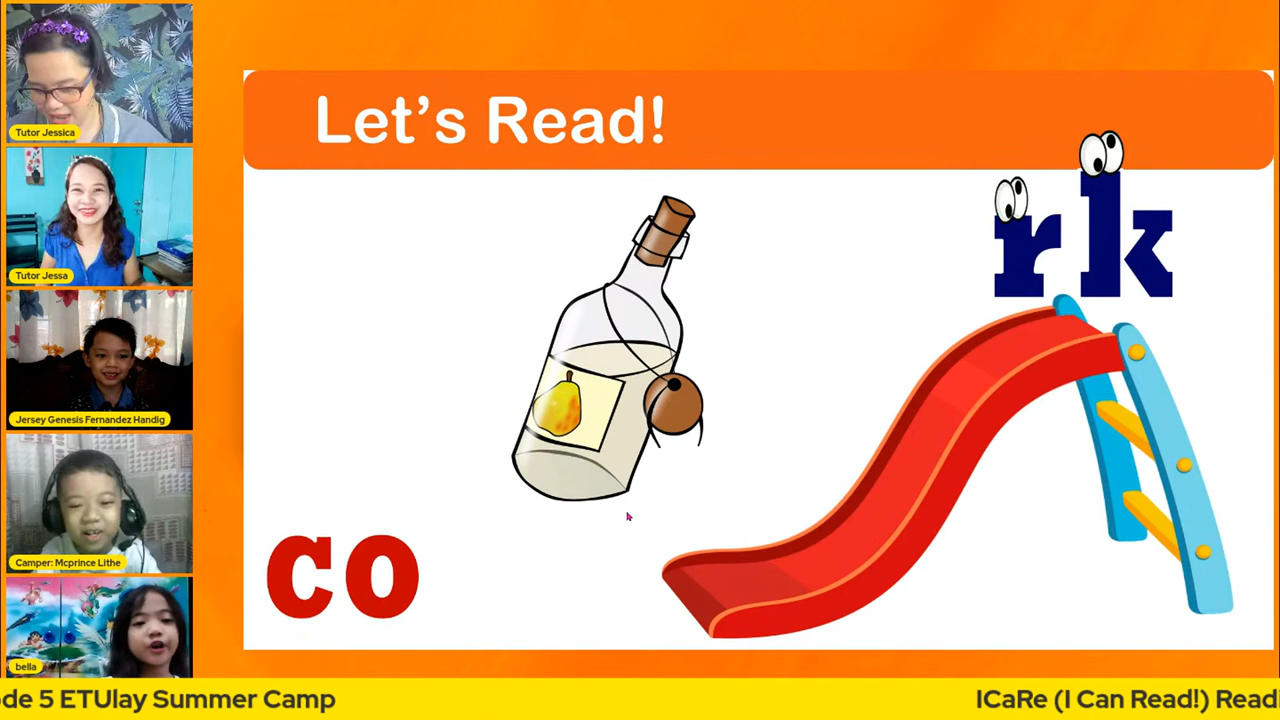 Tutor Jessica
Tutor Jessa
Jersey Genesis Fernandez Handig
Camper: Mcprince Lithe
bella
Let's Read!
rk
co
de 5 ETUlay Summer Camp
ICaRe (I Can Read!) Readi